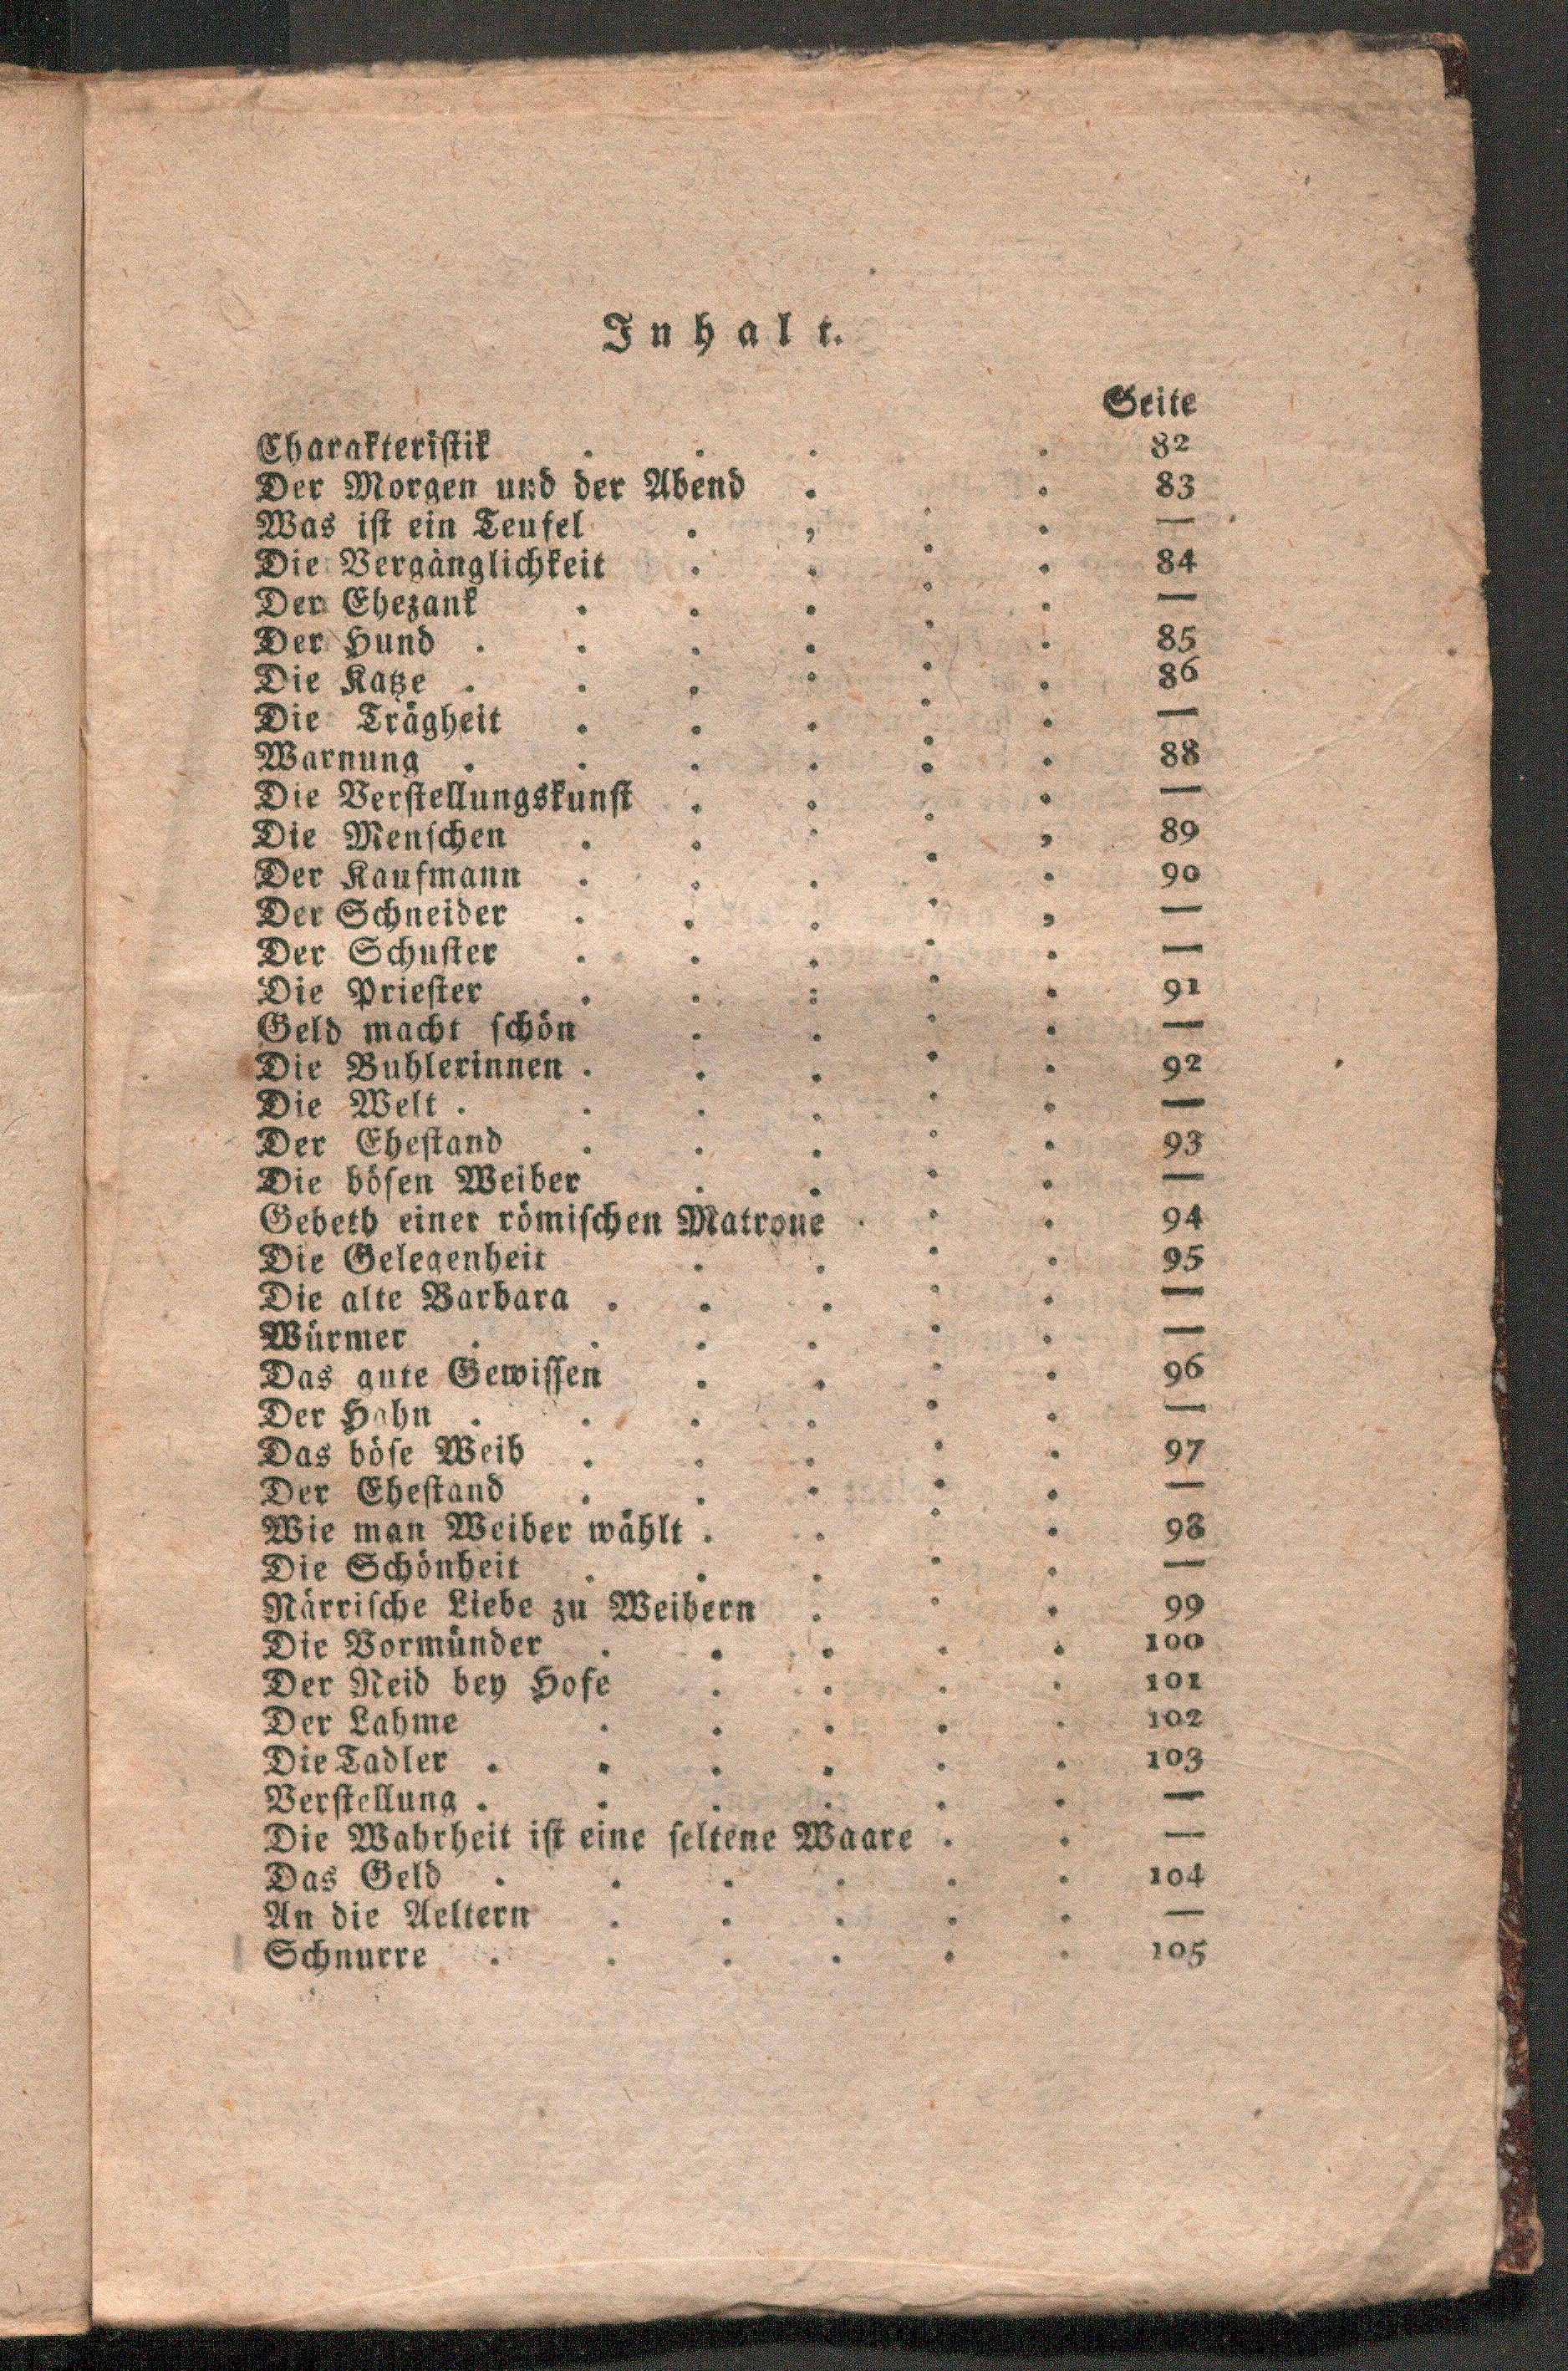 Inhalt.
Seite
Charakteristik . . . . 82
Der Morgen und der Abend . . 83
Was ist ein Teufel . , . . —
Die Vergänglichkeit . . . . 84
Der Ehezank . . . . . —
Der Hund . . . . . . 85
Die Katze . . . . . . 86
Die Trägheit . . . . . —
Warnung . . . . . . 88
Die Verstellungskunst . . . . —
Die Menschen . . . . , 89
Der Kaufmann . . . . . 90
Der Schneider . . . . , —
Der Schuster . . . . . —
Die Priester . . : . . 91
Geld macht schön . . . . —
Die Buhlerinnen . . . . . 92
Die Welt . . . . . . —
Der Ehestand . . . . . 93
Die bösen Weiber . . . . —
Gebeth einer römischen Matrone . . . 94
Die Gelegenheit . . . . 95
Die alte Barbara . . . . . —
Würmer . . . . . . —
Das gute Gewissen . . . . 96
Der Hahn . . . . . . —
Das böse Weib . . . . . 97
Der Ehestand . . . . . —
Wie man Weiber wählt . . . . 98
Die Schönheit . . . . . —
Närrische Liebe zu Weibern . . . 99
Die Vormünder . . . . . 100
Der Neid bey Hofe . . . . 101
Der Lahme . . . . . 102
Die Tadler . . . . . . 103
Verstellung . . . . . . —
Die Wahrheit ist eine seltene Waare . . —
Das Geld . . . . . . 104
An die Aeltern . . . . . —
Schnurre . . . . . . 105